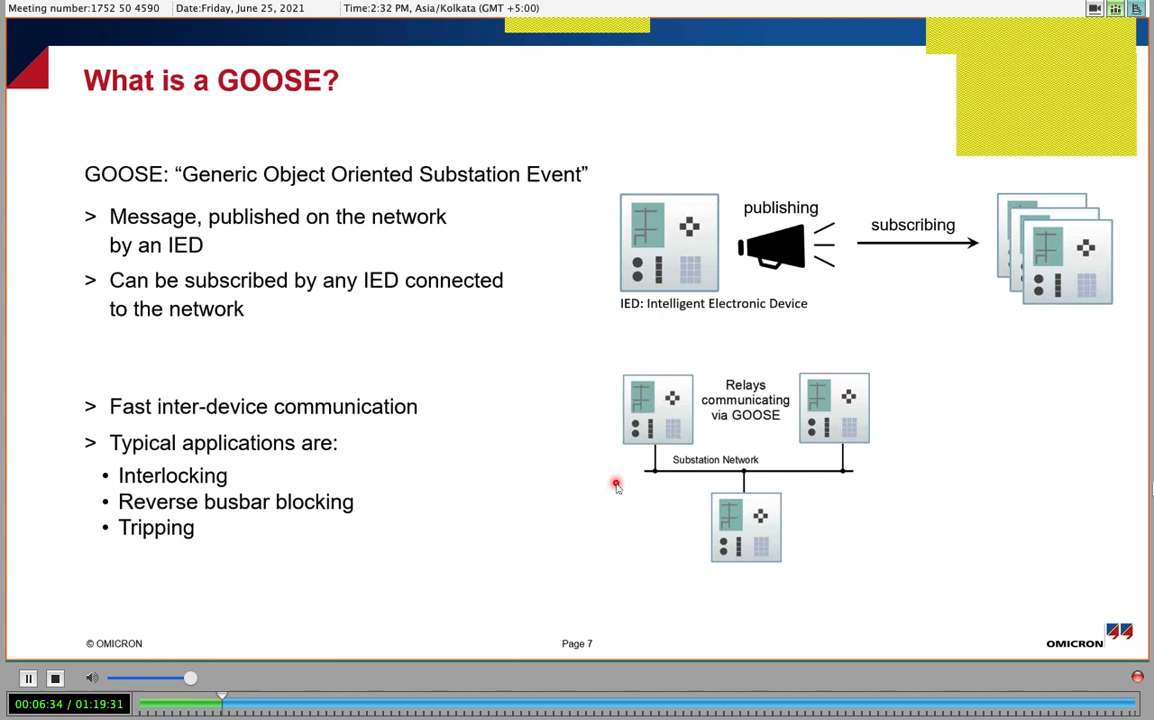 Meeting number:1752 50 4590 Date:Friday, June 25, 2021 Time:2:32 PM, Asia/Kolkata (GMT +5:00)
What is a GOOSE?
GOOSE: “Generic Object Oriented Substation Event”
> Message, published on the network
by an IED
> Can be subscribed by any IED connected
to the network
> Fast inter-device communication
> Typical applications are:
• Interlocking
• Reverse busbar blocking
• Tripping
publishing
subscribing
IED: Intelligent Electronic Device
Relays
communicating
via GOOSE
Substation Network
© OMICRON
Page 7
OMICRON
00:06:34 / 01:19:31